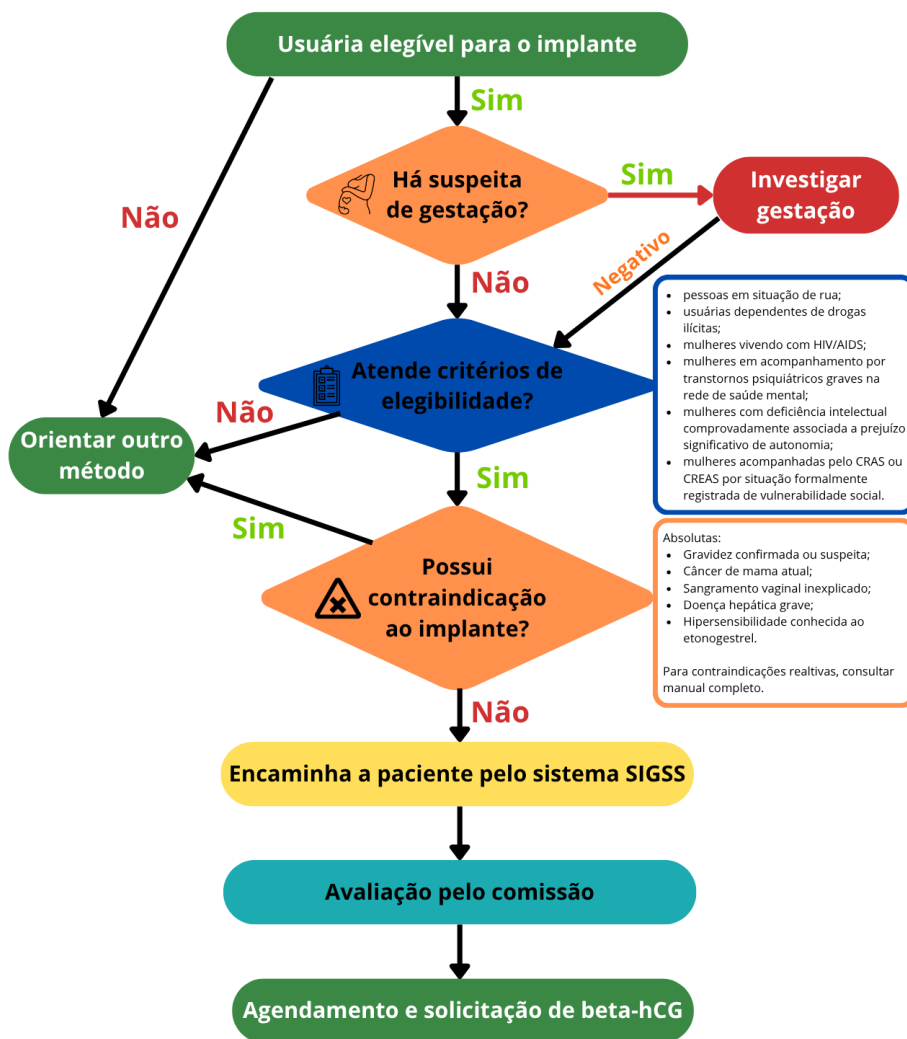 Usuária elegível para o implante
Sim
Não
Há suspeita
de gestação?
Sim
Investigar
gestação
Negativo
Não
Atende critérios de
elegibilidade?
• pessoas em situação de rua;
• usuárias dependentes de drogas
ilícitas;
• mulheres vivendo com HIV/AIDS;
• mulheres em acompanhamento por
transtornos psiquiátricos graves na
rede de saúde mental;
• mulheres com deficiência intelectual
comprovadamente associada a prejuízo
significativo de autonomia;
• mulheres acompanhadas pelo CRAS ou
CREAS por situação formalmente
registrada de vulnerabilidade social.
Não
Orientar outro
método
Sim
Sim
Possui
contraindicação
ao implante?
Absolutas:
• Gravidez confirmada ou suspeita;
• Câncer de mama atual;
• Sangramento vaginal inexplicado;
• Doença hepática grave;
• Hipersensibilidade conhecida ao
etonogestrel.
Para contraindicações realtivas, consultar
manual completo.
Não
Encaminha a paciente pelo sistema SIGSS
Avaliação pelo comissão
Agendamento e solicitação de beta-hCG